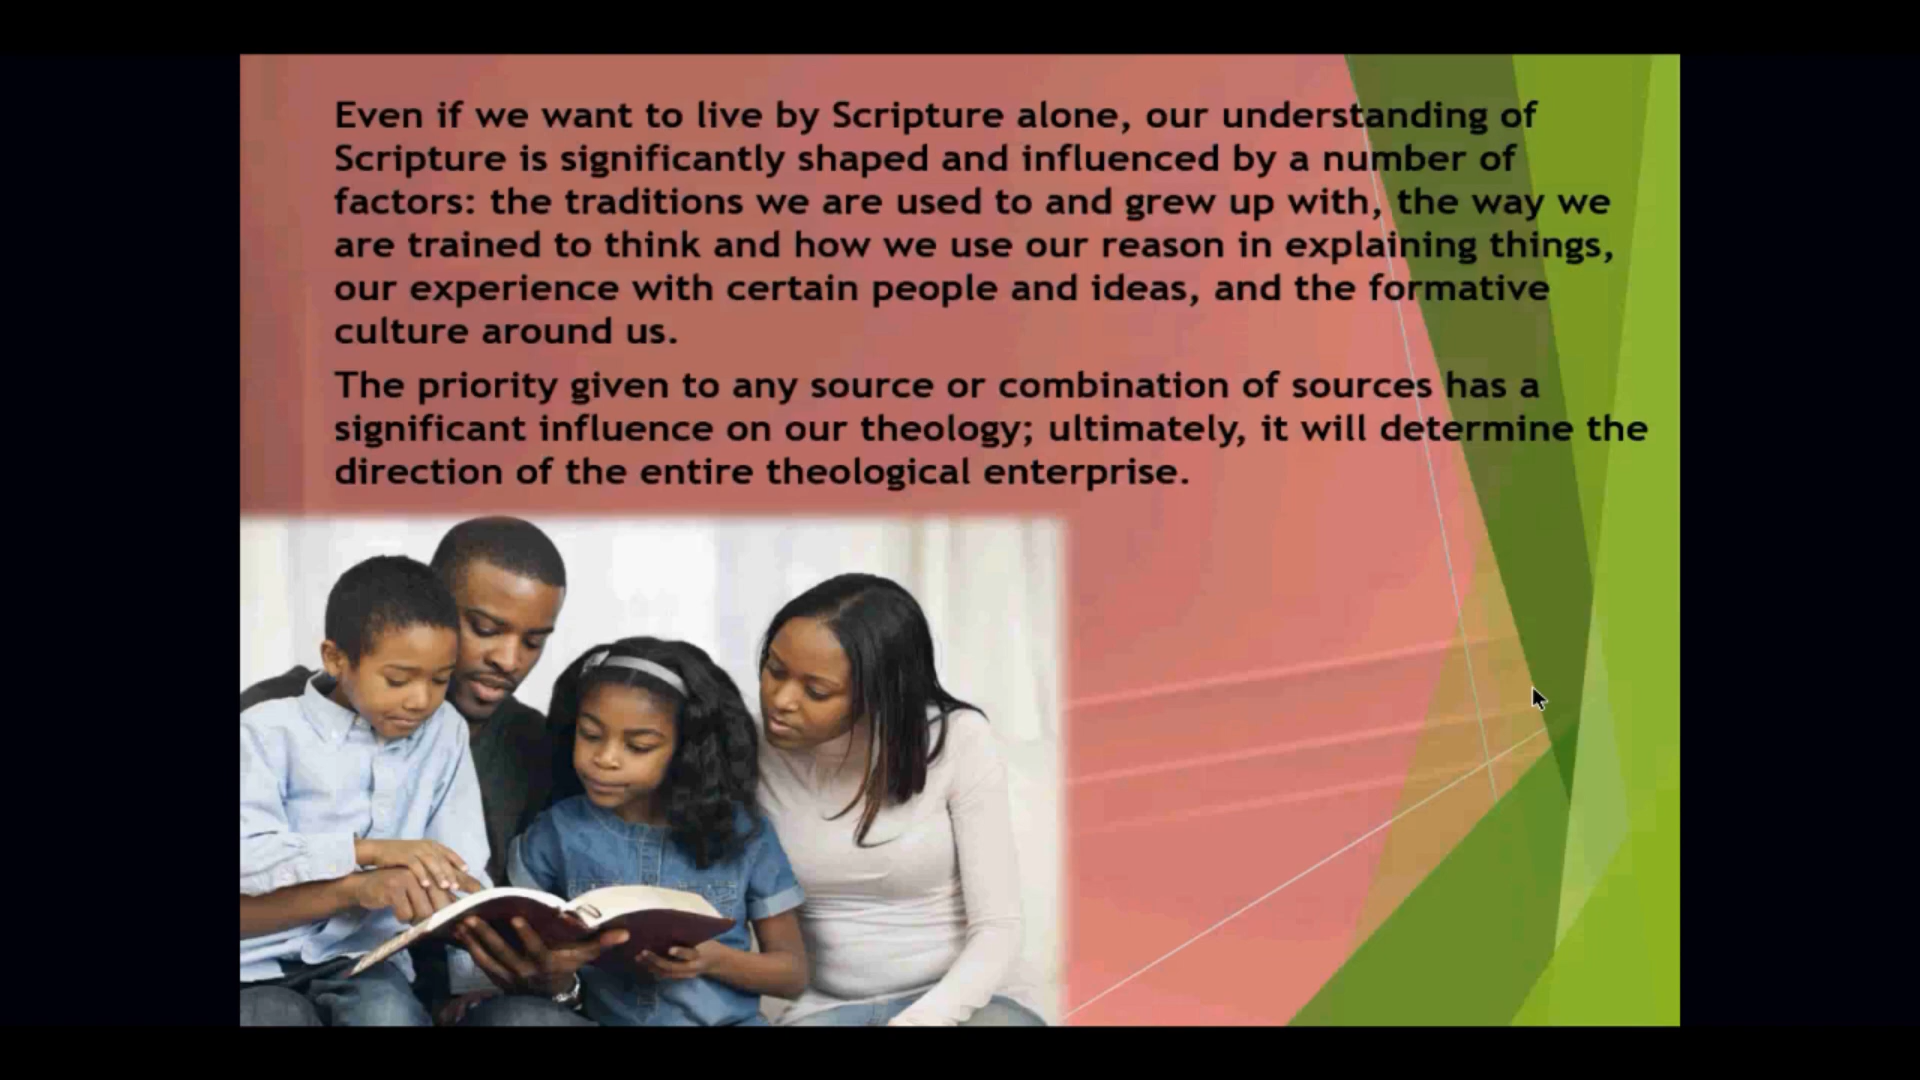 Even if we want to live by Scripture alone, our understanding of
Scripture is significantly shaped and influenced by a number of
factors: the traditions we are used to and grew up with, the way we
are trained to think and how we use our reason in explaining things,
our experience with certain people and ideas, and the formative
culture around us.
The priority given to any source or combination of sources has a
significant influence on our theology; ultimately, it will determine the
direction of the entire theological enterprise.